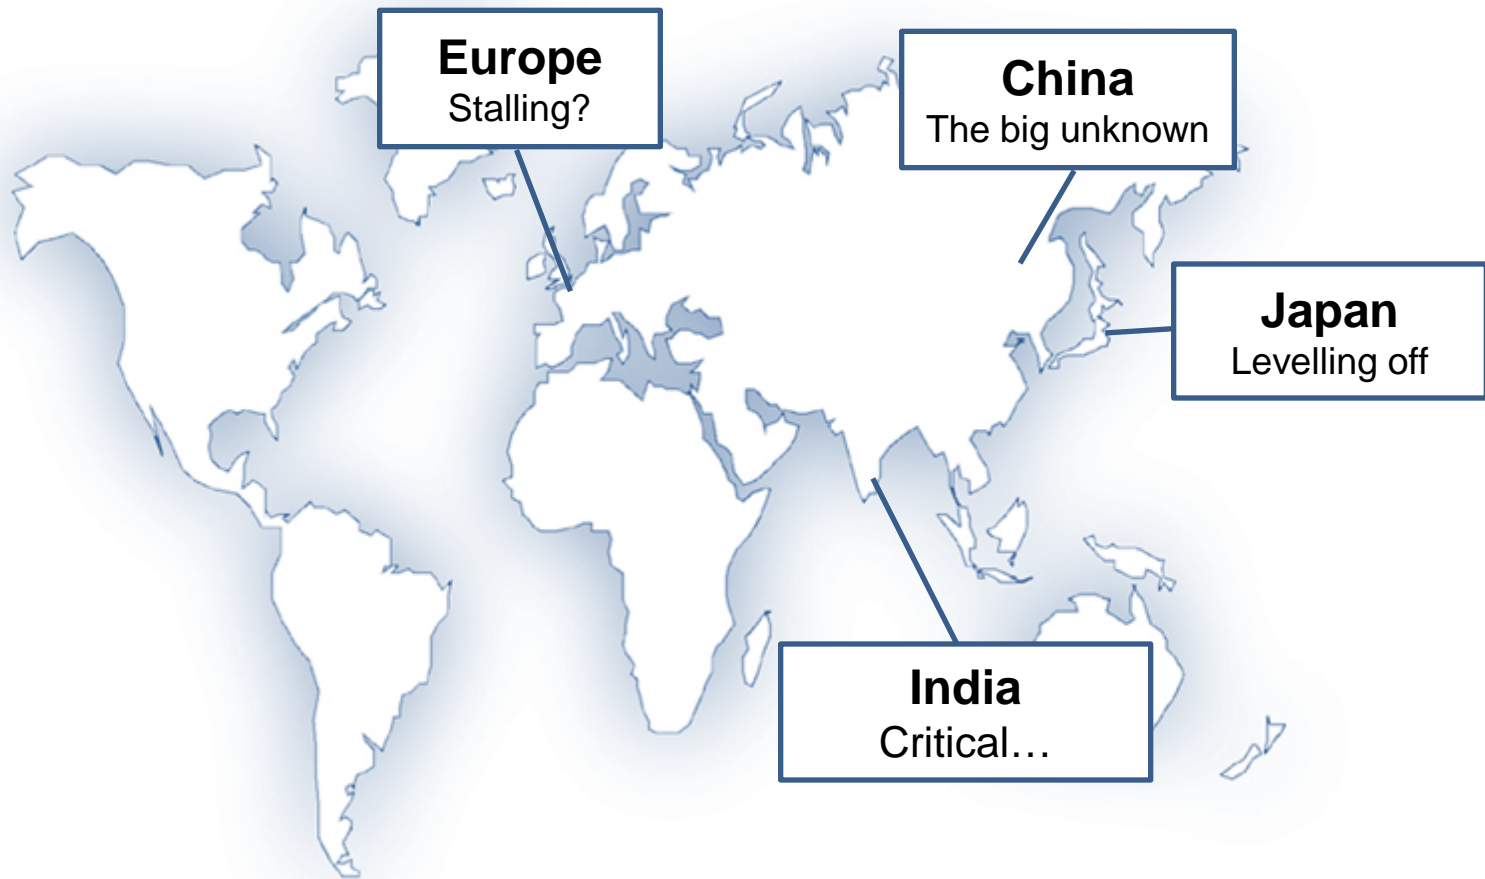 Europe
Stalling?
China
The big unknown
Japan
Levelling off
India
Critical…